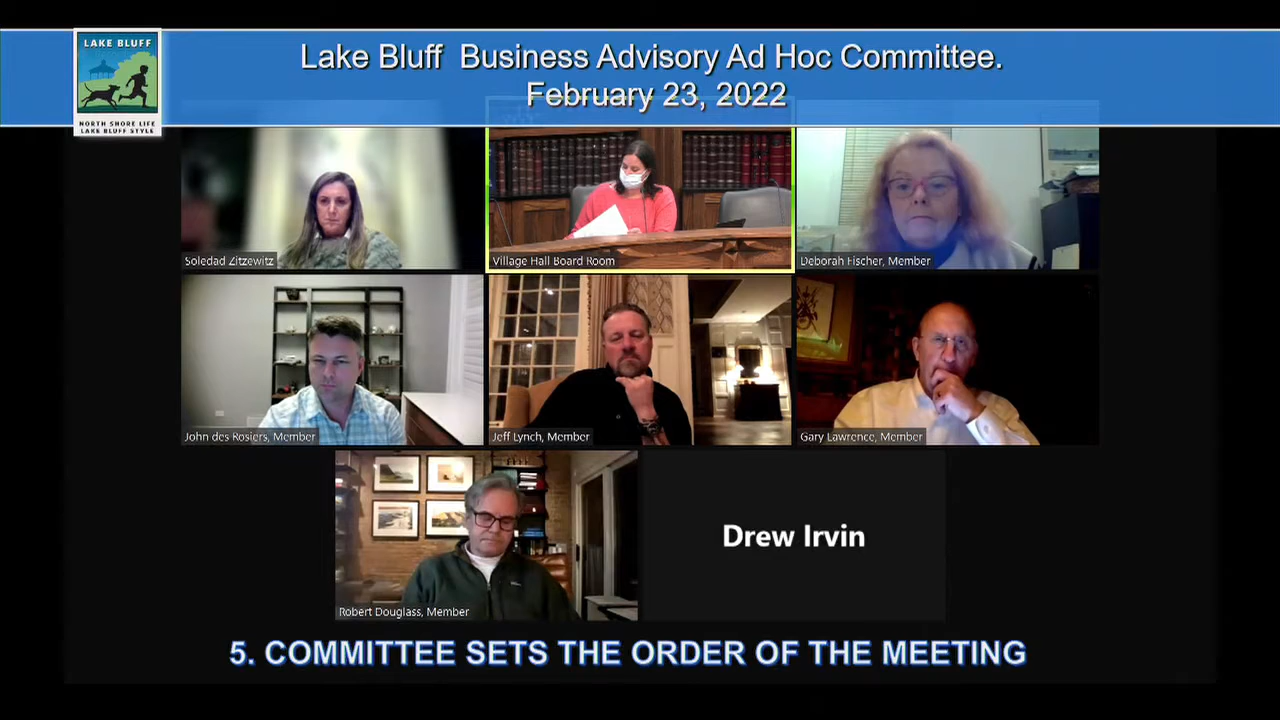 Lake Bluff Business Advisory Ad Hoc Committee.
February 23, 2022
LAKE BLUFF
NORTH SHORE LIFE
LAKE BLUFF STYLE
Soledad Zitzewitz
Village Hall Board Room
Deborah Fischer, Member
John des Rosiers, Member
Jeff Lynch, Member
Gary Lawrence, Member
Robert Douglass, Member
Drew Irvin
5. COMMITTEE SETS THE ORDER OF THE MEETING